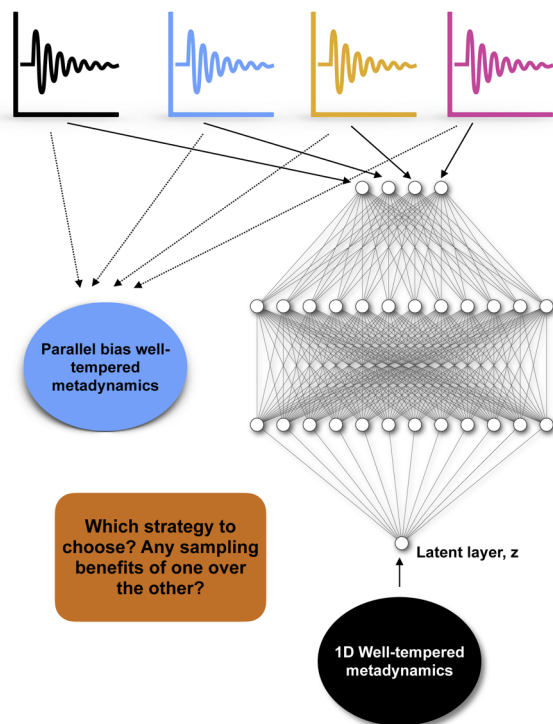 Parallel bias well-
tempered
metadynamics
Which strategy to
choose? Any sampling
benefits of one over
the other?
Latent layer, z
1D Well-tempered
metadynamics